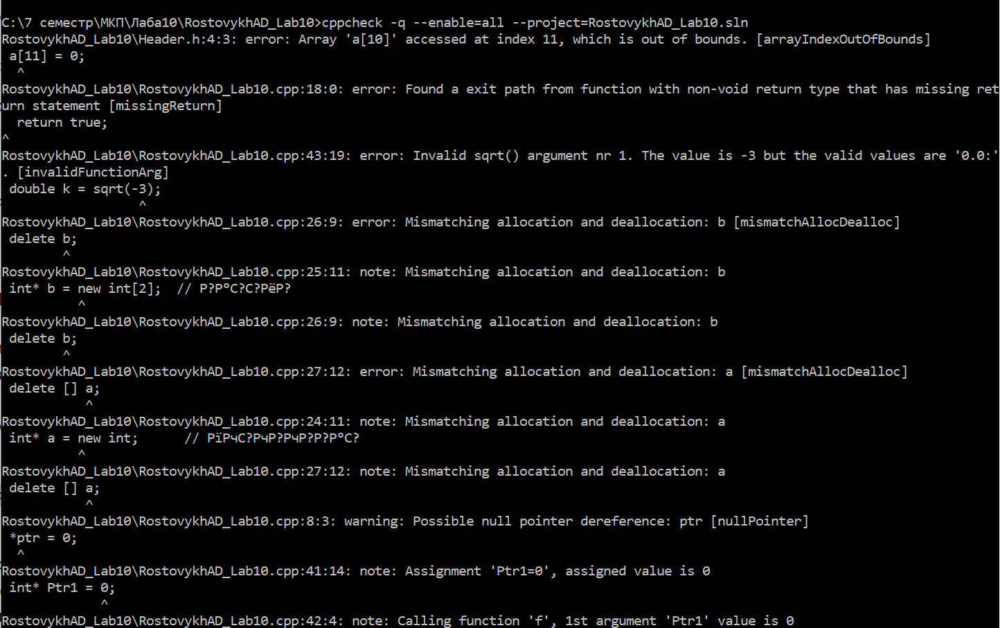 C:\7 семестр\МКП\Лаба10\RostovykhAD_Lab10>cppcheck -q --enable=all --project=RostovykhAD_Lab10.sln
RostovykhAD_Lab10\Header.h:4:3: error: Array 'a[10]' accessed at index 11, which is out of bounds. [arrayIndexOutOfBounds]
 a[11] = 0;
  ^
RostovykhAD_Lab10\RostovykhAD_Lab10.cpp:18:0: error: Found a exit path from function with non-void return type that has missing ret
urn statement [missingReturn]
  return true;
^
RostovykhAD_Lab10\RostovykhAD_Lab10.cpp:43:19: error: Invalid sqrt() argument nr 1. The value is -3 but the valid values are '0.0:'
. [invalidFunctionArg]
 double k = sqrt(-3);
                  ^
RostovykhAD_Lab10\RostovykhAD_Lab10.cpp:26:9: error: Mismatching allocation and deallocation: b [mismatchAllocDealloc]
 delete b;
        ^
RostovykhAD_Lab10\RostovykhAD_Lab10.cpp:25:11: note: Mismatching allocation and deallocation: b
 int* b = new int[2];  // Р?Р°С?С?РёР?
          ^
RostovykhAD_Lab10\RostovykhAD_Lab10.cpp:26:9: note: Mismatching allocation and deallocation: b
 delete b;
        ^
RostovykhAD_Lab10\RostovykhAD_Lab10.cpp:27:12: error: Mismatching allocation and deallocation: a [mismatchAllocDealloc]
 delete [] a;
           ^
RostovykhAD_Lab10\RostovykhAD_Lab10.cpp:24:11: note: Mismatching allocation and deallocation: a
 int* a = new int;      // РїРчС?РчР?РчР?Р?Р°С?
          ^
RostovykhAD_Lab10\RostovykhAD_Lab10.cpp:27:12: note: Mismatching allocation and deallocation: a
 delete [] a;
           ^
RostovykhAD_Lab10\RostovykhAD_Lab10.cpp:8:3: warning: Possible null pointer dereference: ptr [nullPointer]
 *ptr = 0;
  ^
RostovykhAD_Lab10\RostovykhAD_Lab10.cpp:41:14: note: Assignment 'Ptr1=0', assigned value is 0
 int* Ptr1 = 0;
             ^
RostovykhAD_Lab10\RostovykhAD_Lab10.cpp:42:4: note: Calling function 'f', 1st argument 'Ptr1' value is 0